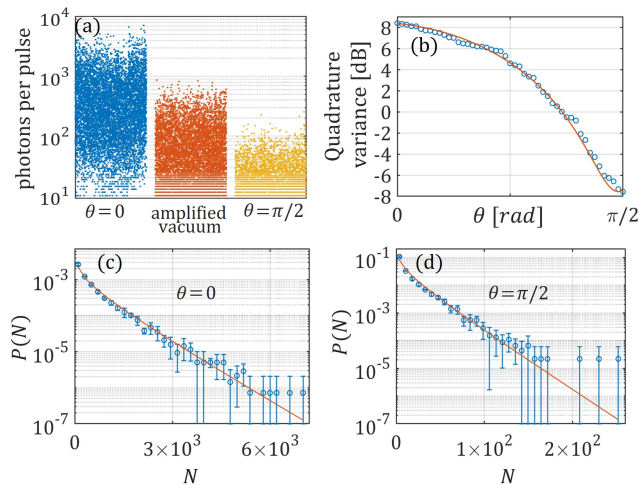 (a)
photons per pulse
10⁴
10³
10²
10¹
θ=0
amplified
vacuum
θ=π/2
(b)
Quadrature
variance [dB]
8
6
4
2
0
-2
-4
-6
-8
0
θ [rad]
π/2
(c)
θ=0
P(N)
10⁻³
10⁻⁵
10⁻⁷
0
3×10³
6×10³
N
(d)
θ=π/2
P(N)
10⁻¹
10⁻³
10⁻⁵
10⁻⁷
0
1×10²
2×10²
N